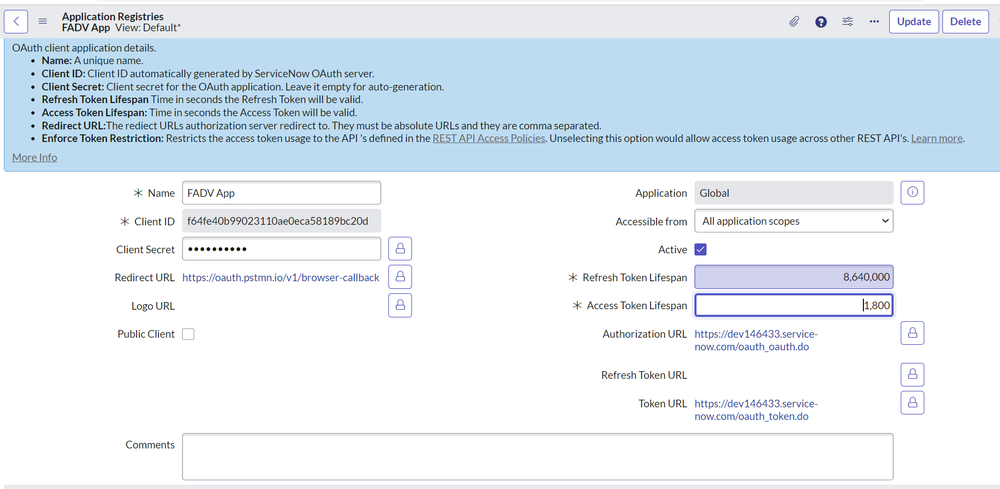 Application Registries
FADV App View: Default*
Update
Delete
OAuth client application details.
• Name: A unique name.
• Client ID: Client ID automatically generated by ServiceNow OAuth server.
• Client Secret: Client secret for the OAuth application. Leave it empty for auto-generation.
• Refresh Token Lifespan Time in seconds the Refresh Token will be valid.
• Access Token Lifespan: Time in seconds the Access Token will be valid.
• Redirect URL:The rediect URLs authorization server redirect to. They must be absolute URLs and they are comma separated.
• Enforce Token Restriction: Restricts the access token usage to the API 's defined in the REST API Access Policies. Unselecting this option would allow access token usage across other REST API's. Learn more.
More Info
Name FADV App
Client ID f64fe40b99023110ae0eca58189bc20d
Client Secret ••••••••••
Redirect URL https://oauth.pstmn.io/v1/browser-callback
Logo URL
Public Client
Application Global
Accessible from All application scopes
Active
Refresh Token Lifespan 8,640,000
Access Token Lifespan 1,800
Authorization URL https://dev146433.service-
now.com/oauth_oauth.do
Refresh Token URL
Token URL https://dev146433.service-
now.com/oauth_token.do
Comments